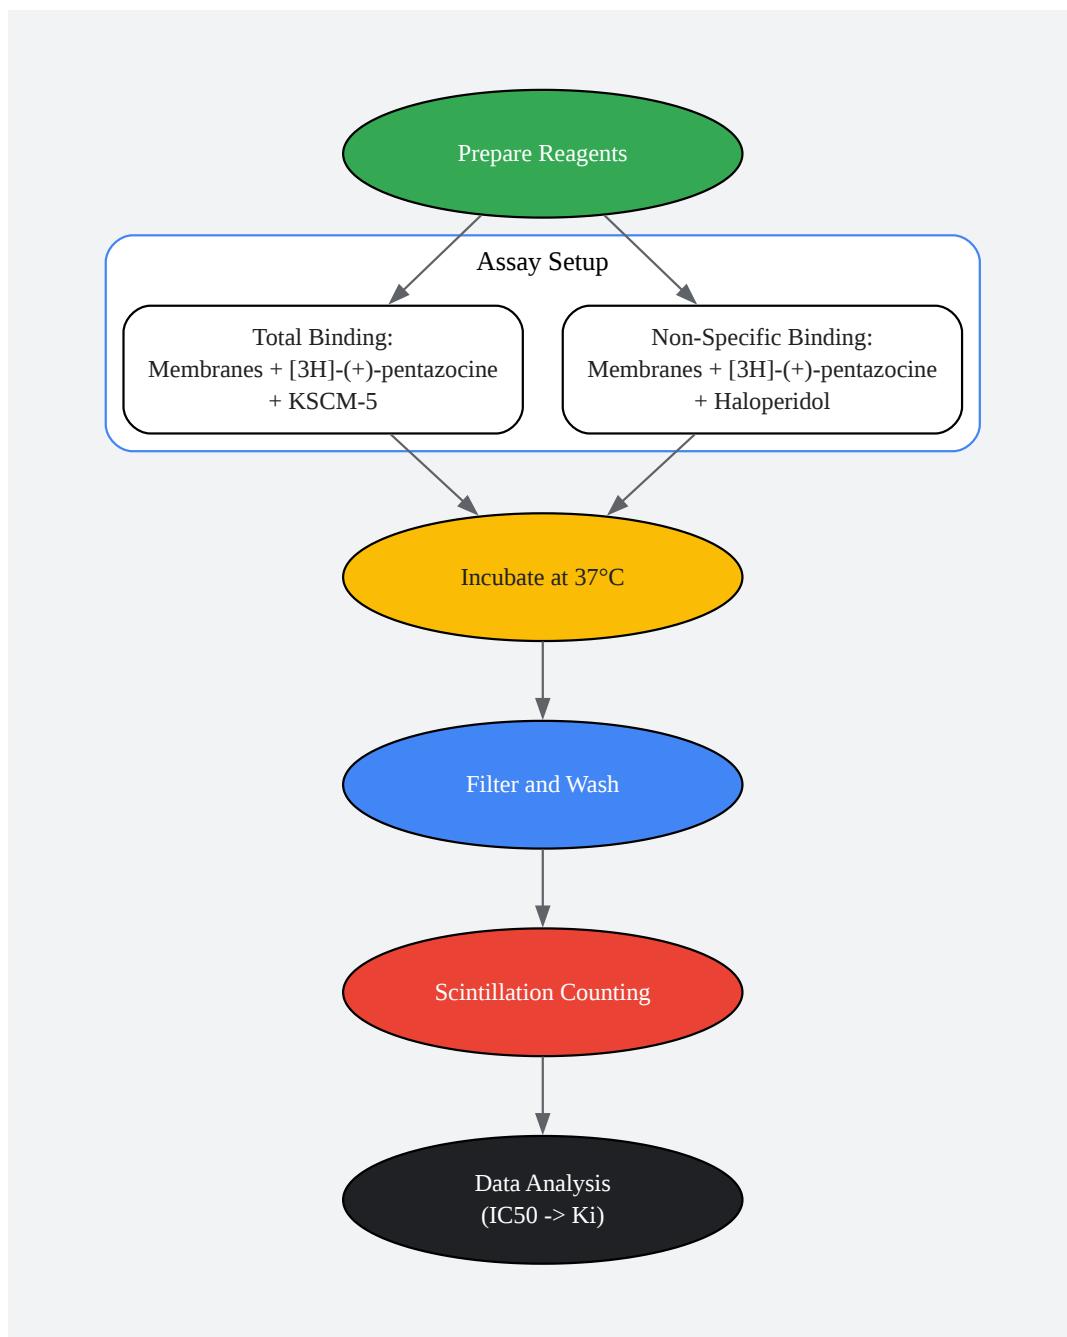 Prepare Reagents
Assay Setup
Total Binding:
Membranes + [3H]-(+)-pentazocine
+ KSCM-5
Non-Specific Binding:
Membranes + [3H]-(+)-pentazocine
+ Haloperidol
Incubate at 37°C
Filter and Wash
Scintillation Counting
Data Analysis
(IC50 -> Ki)